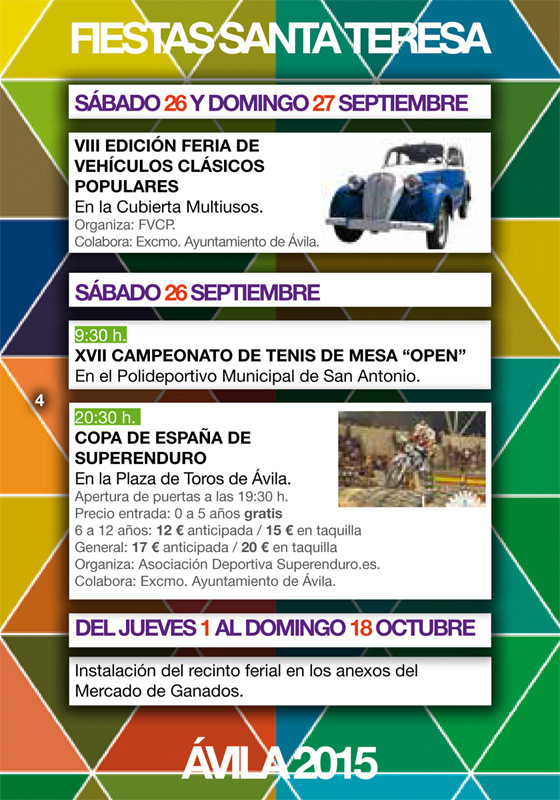 FIESTAS SANTA TERESA
SÁBADO 26 Y DOMINGO 27 SEPTIEMBRE
VIII EDICIÓN FERIA DE
VEHÍCULOS CLÁSICOS
POPULARES
En la Cubierta Multiusos.
Organiza: FVCP.
Colabora: Excmo. Ayuntamiento de Ávila.
SÁBADO 26 SEPTIEMBRE
9:30 h.
XVII CAMPEONATO DE TENIS DE MESA “OPEN”
En el Polideportivo Municipal de San Antonio.
4
20:30 h.
COPA DE ESPAÑA DE
SUPERENDURO
En la Plaza de Toros de Ávila.
Apertura de puertas a las 19:30 h.
Precio entrada: 0 a 5 años gratis
6 a 12 años: 12 € anticipada / 15 € en taquilla
General: 17 € anticipada / 20 € en taquilla
Organiza: Asociación Deportiva Superenduro.es.
Colabora: Excmo. Ayuntamiento de Ávila.
DEL JUEVES 1 AL DOMINGO 18 OCTUBRE
Instalación del recinto ferial en los anexos del
Mercado de Ganados.
ÁVILA 2015